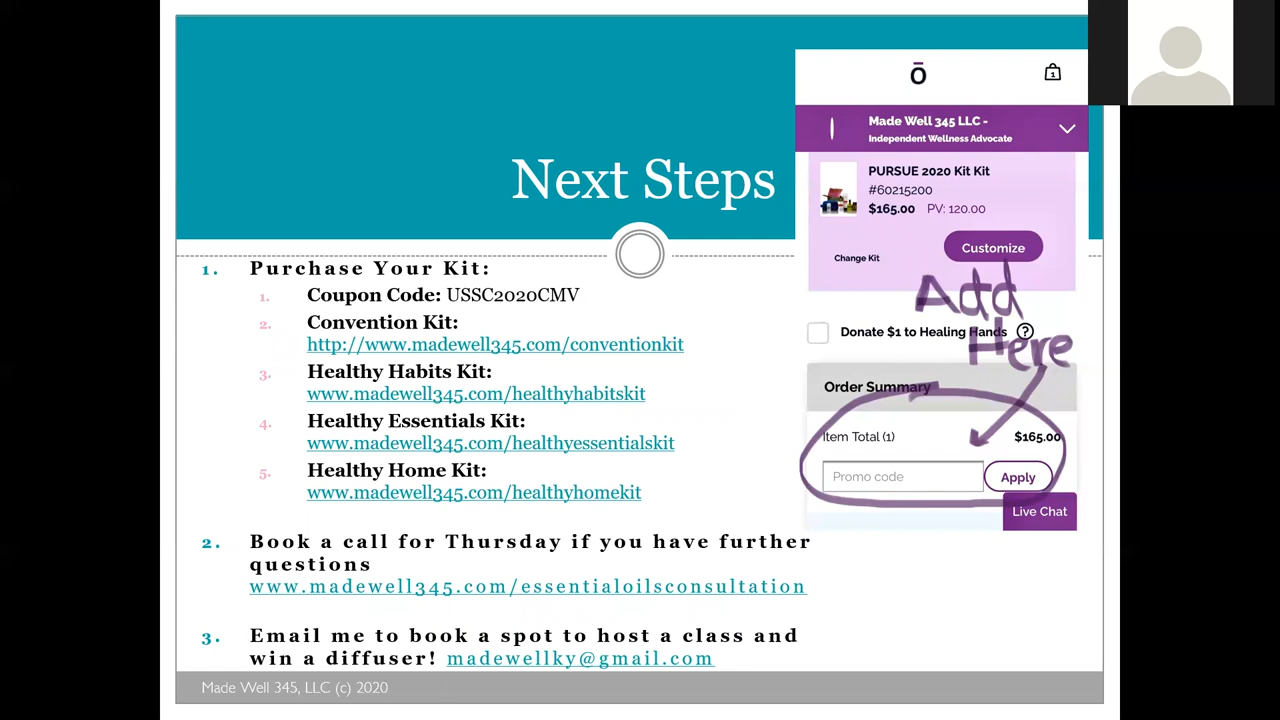 Next Steps
1. Purchase Your Kit:
1. Coupon Code: USSC2020CMV
2. Convention Kit:
http://www.madewell345.com/conventionkit
3. Healthy Habits Kit:
www.madewell345.com/healthyhabitskit
4. Healthy Essentials Kit:
www.madewell345.com/healthyessentialskit
5. Healthy Home Kit:
www.madewell345.com/healthyhomekit
2. Book a call for Thursday if you have further
questions
www.madewell345.com/essentialoilsconsultation
3. Email me to book a spot to host a class and
win a diffuser! madewellky@gmail.com
Made Well 345, LLC (c) 2020
ō
1
Made Well 345 LLC -
Independent Wellness Advocate
PURSUE 2020 Kit Kit
#60215200
$165.00 PV: 120.00
Customize
Change Kit
Add
Here
Donate $1 to Healing Hands ?
Order Summary
Item Total (1) $165.00
Promo code Apply
Live Chat